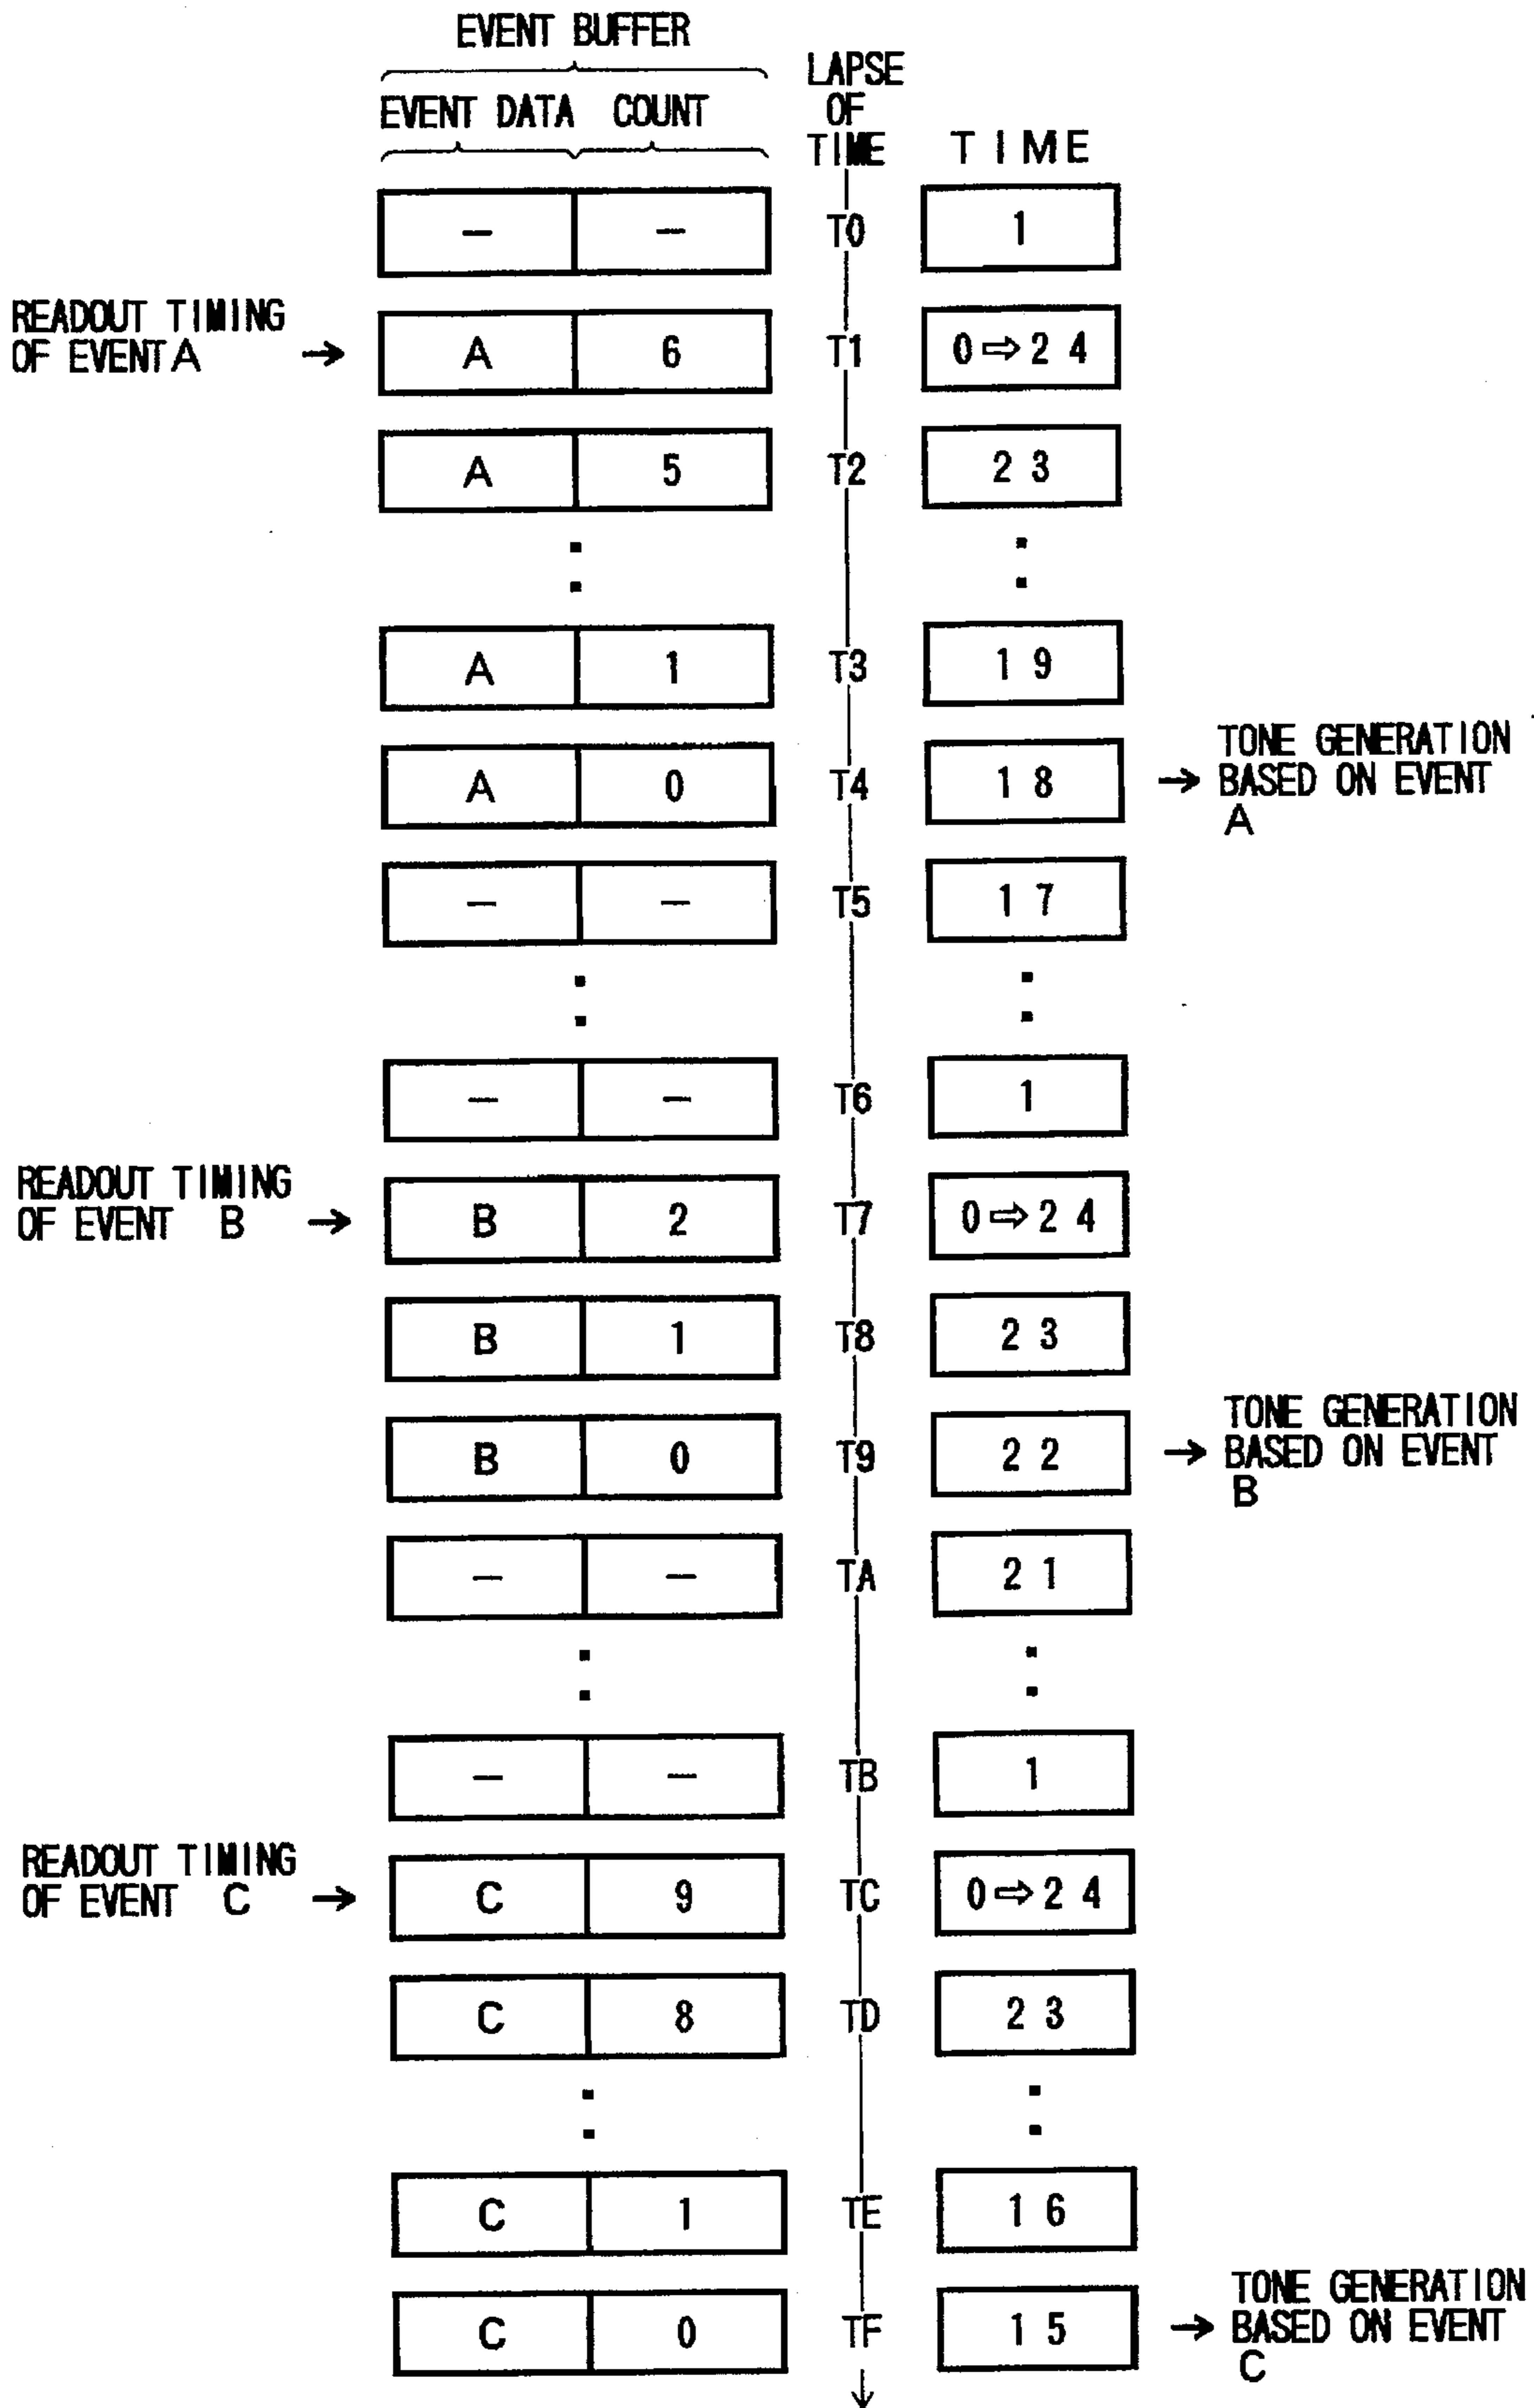 EVENT BUFFER
EVENT DATA COUNT
LAPSE
OF
TIME
TIME
— — T0 1
READOUT TIMING
OF EVENT A → A 6 T1 0⇨24
A 5 T2 23
: :
A 1 T3 19
A 0 T4 18 →
TONE GENERATION
BASED ON EVENT
A
— — T5 17
: :
— — T6 1
READOUT TIMING
OF EVENT B → B 2 T7 0⇨24
B 1 T8 23
B 0 T9 22 →
TONE GENERATION
BASED ON EVENT
B
— — TA 21
: :
— — TB 1
READOUT TIMING
OF EVENT C → C 9 TC 0⇨24
C 8 TD 23
: :
C 1 TE 16
C 0 TF 15 →
TONE GENERATION
BASED ON EVENT
C